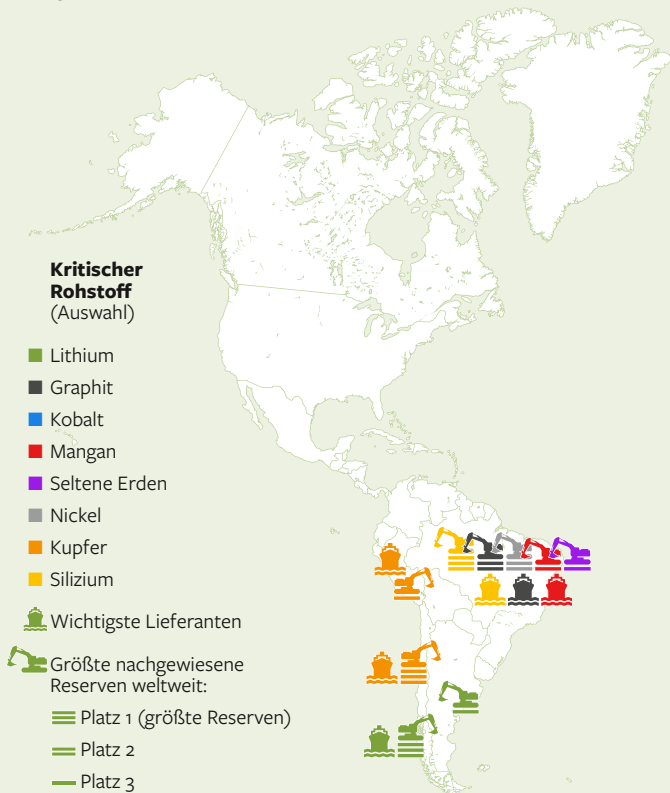 Kritischer
Rohstoff
(Auswahl)
Lithium
Graphit
Kobalt
Mangan
Seltene Erden
Nickel
Kupfer
Silizium
Wichtigste Lieferanten
Größte nachgewiesene
Reserven weltweit:
Platz 1 (größte Reserven)
Platz 2
Platz 3